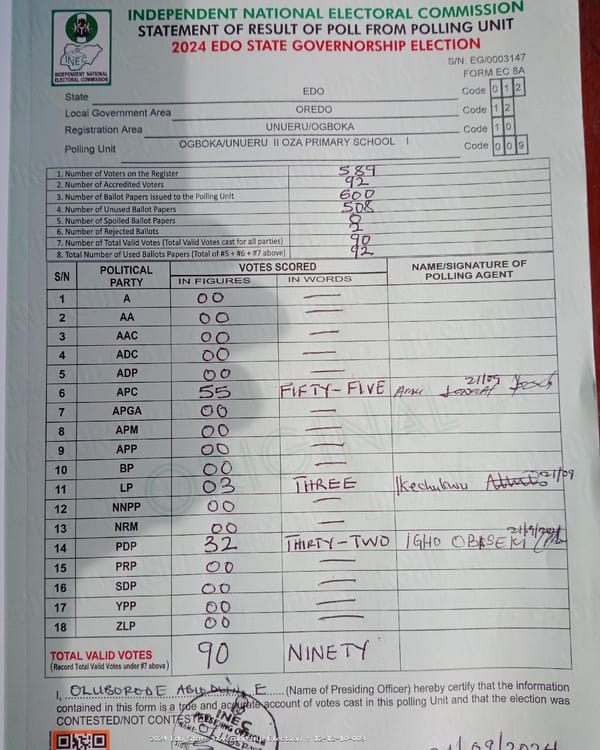 INDEPENDENT NATIONAL ELECTORAL COMMISSION
STATEMENT OF RESULT OF POLL FROM POLLING UNIT
2024 EDO STATE GOVERNORSHIP ELECTION
INEC
INDEPENDENT NATIONAL
ELECTORAL COMMISSION
S/N: EG/0003147
FORM EC 8A
State EDO Code 0 1 2
Local Government Area OREDO Code 1 2
Registration Area UNUERU/OGBOKA Code 1 0
Polling Unit OGBOKA/UNUERU II OZA PRIMARY SCHOOL I Code 0 0 9
1. Number of Voters on the Register 589
2. Number of Accredited Voters 92
3. Number of Ballot Papers issued to the Polling Unit 600
4. Number of Unused Ballot Papers 508
5. Number of Spoiled Ballot Papers 0
6. Number of Rejected Ballots 2
7. Number of Total Valid Votes (Total Valid Votes cast for all parties) 90
8. Total Number of Used Ballots Papers (Total of #5 + #6 + #7 above) 92
S/N POLITICAL PARTY VOTES SCORED NAME/SIGNATURE OF POLLING AGENT
IN FIGURES IN WORDS
1 A 00 —
2 AA 00 —
3 AAC 00 —
4 ADC 00 —
5 ADP 00 —
6 APC 55 FIFTY-FIVE 21/09
7 APGA 00 —
8 APM 00 —
9 APP 00 —
10 BP 00 —
11 LP 03 THREE Ikechukwu 21/09
12 NNPP 00 —
13 NRM 00 —
14 PDP 32 THIRTY-TWO IGHO OBASEKI
15 PRP 00 —
16 SDP 00 —
17 YPP 00 —
18 ZLP 00 —
TOTAL VALID VOTES 90 NINETY
(Record Total Valid Votes under #7 above)
ORIGINAL
I, OLUBORODE E. (Name of Presiding Officer) hereby certify that the information
contained in this form is a true and accurate account of votes cast in this polling Unit and that the election was
CONTESTED/NOT CONTESTED
INEC
PRESIDING OFFICER